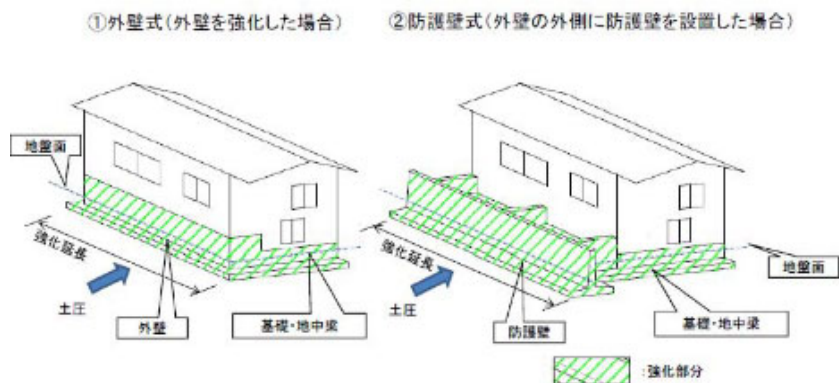 ①外壁式(外壁を強化した場合)
②防護壁式(外壁の外側に防護壁を設置した場合)
地盤面
強化延長
土圧
外壁
基礎・地中梁
強化延長
土圧
防護壁
基礎・地中梁
地盤面
:強化部分